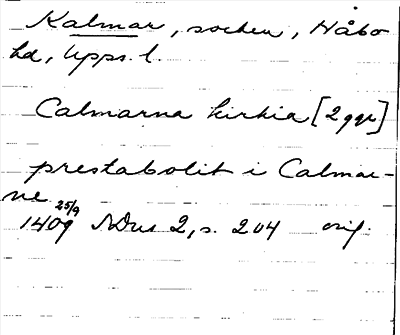 Kalmar, socken, Håbo
hd, Upps. l.
Calmarna kirkia [2 ggr]
prestabolit i Calmar-
ne
1409 25/9 SDns 2, s. 204 orig.